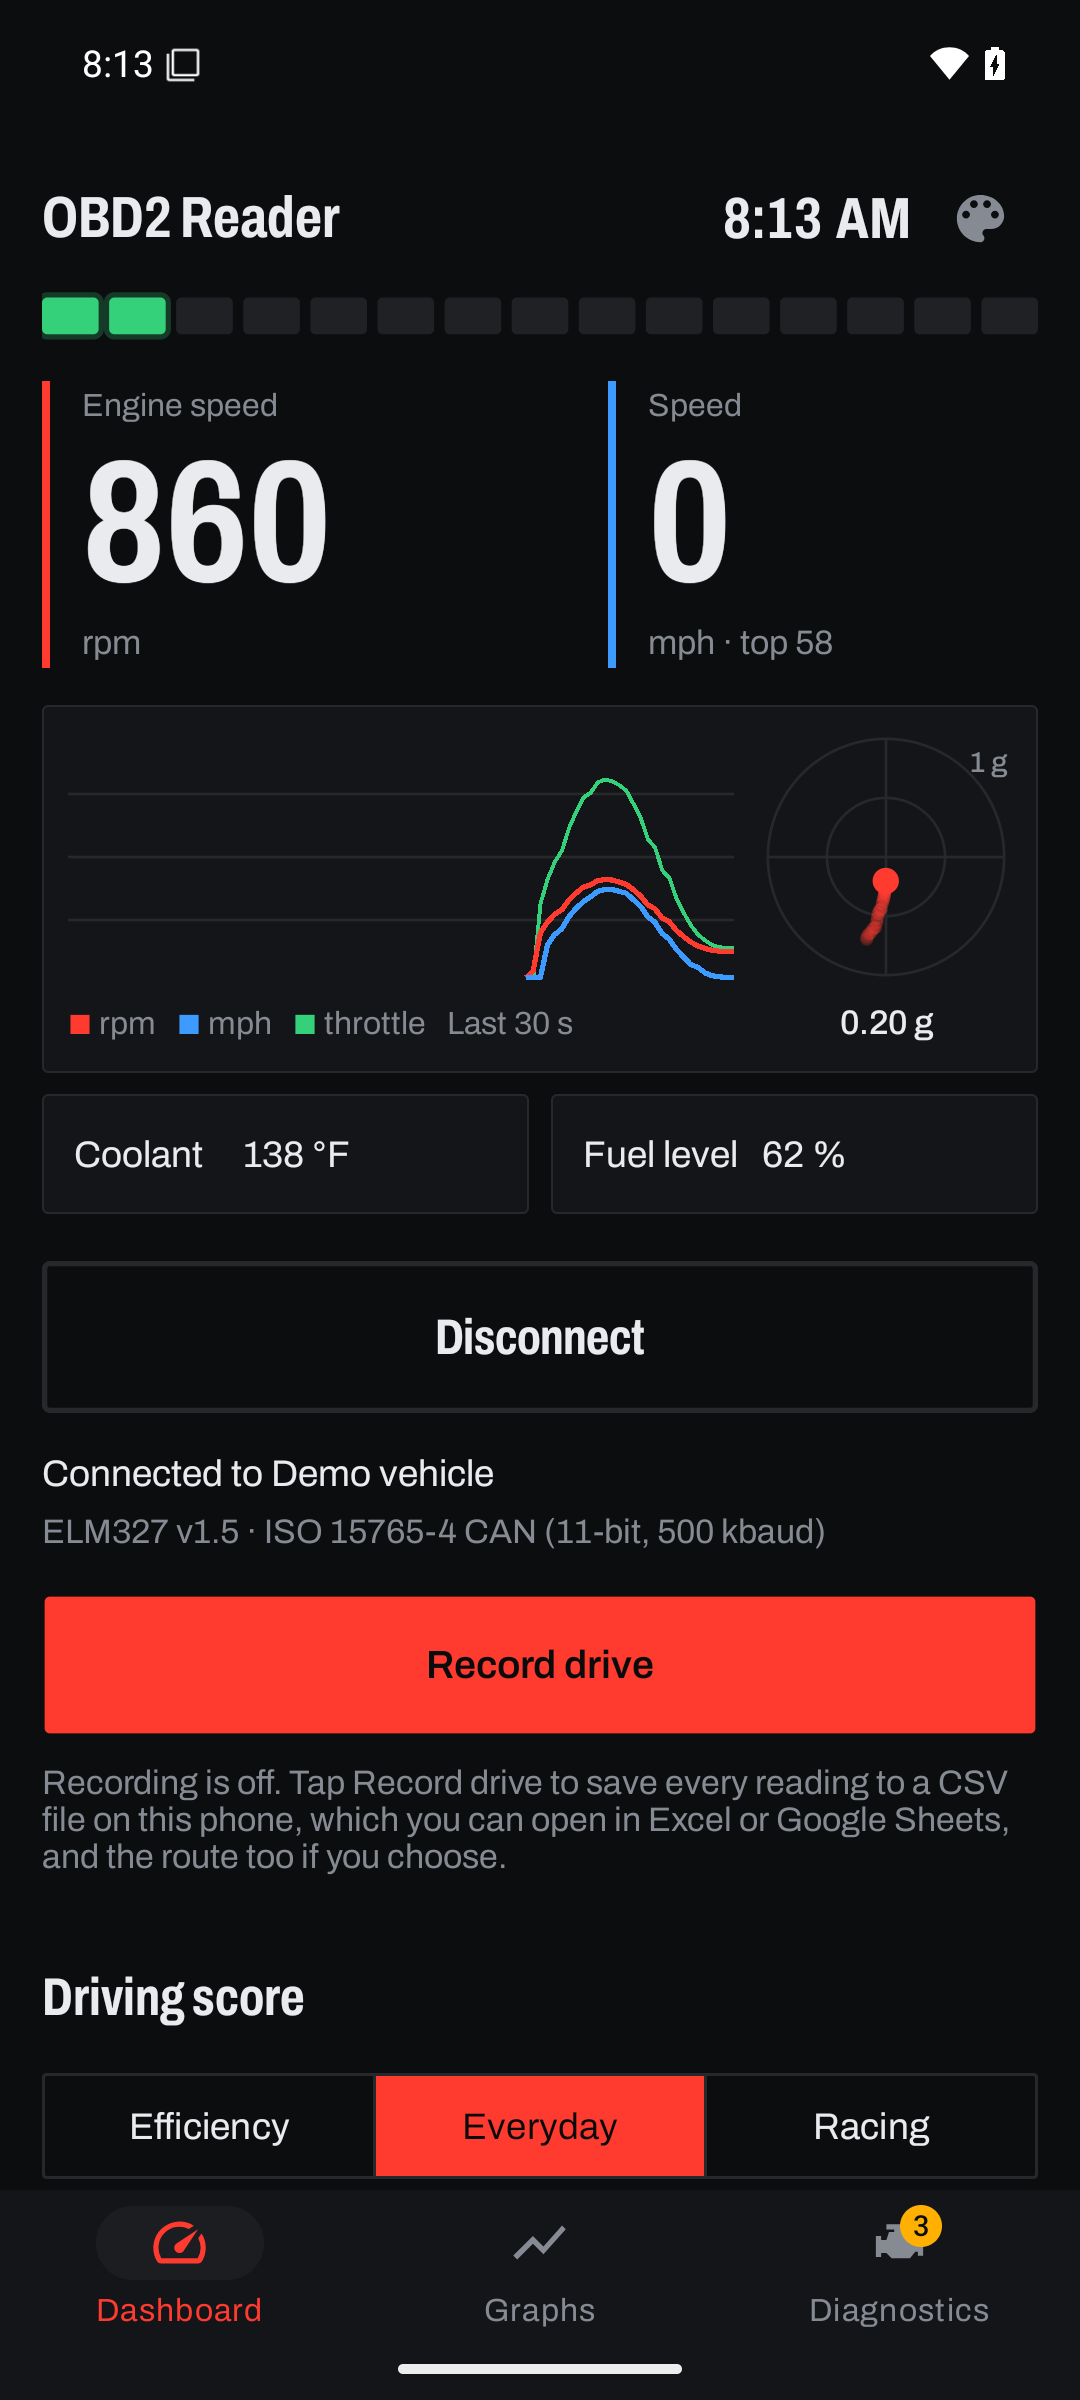 8:13
OBD2 Reader
8:13 AM
Engine speed
860
rpm
Speed
0
mph · top 58
1 g
rpm mph throttle Last 30 s
0.20 g
Coolant 138 °F
Fuel level 62 %
Disconnect
Connected to Demo vehicle
ELM327 v1.5 · ISO 15765-4 CAN (11-bit, 500 kbaud)
Record drive
Recording is off. Tap Record drive to save every reading to a CSV
file on this phone, which you can open in Excel or Google Sheets,
and the route too if you choose.
Driving score
Efficiency
Everyday
Racing
Dashboard
Graphs
3
Diagnostics